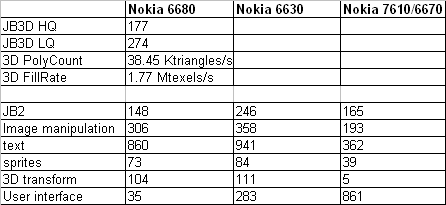 Nokia 6680 Nokia 6630 Nokia 7610/6670
JB3D HQ 177
JB3D LQ 274
3D PolyCount 38.45 Ktriangles/s
3D FillRate 1.77 Mtexels/s
JB2 148 246 165
Image manipulation 306 358 193
text 860 941 362
sprites 73 84 39
3D transform 104 111 5
User interface 35 283 861